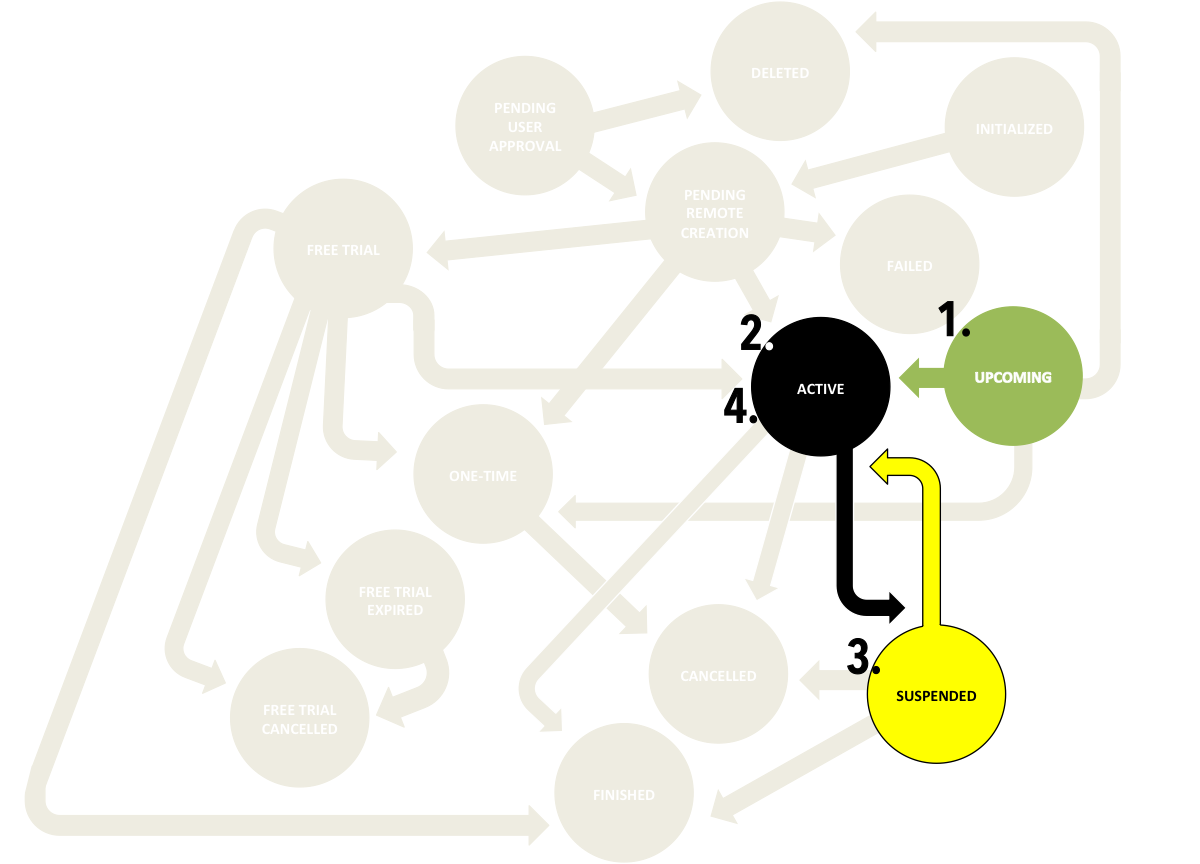 DELETED
PENDING
USER
APPROVAL
INITIALIZED
PENDING
REMOTE
CREATION
FREE TRIAL
FAILED
1.
2.
UPCOMING
ACTIVE
4.
ONE-TIME
FREE TRIAL
EXPIRED
3.
CANCELLED
SUSPENDED
FREE TRIAL
CANCELLED
FINISHED